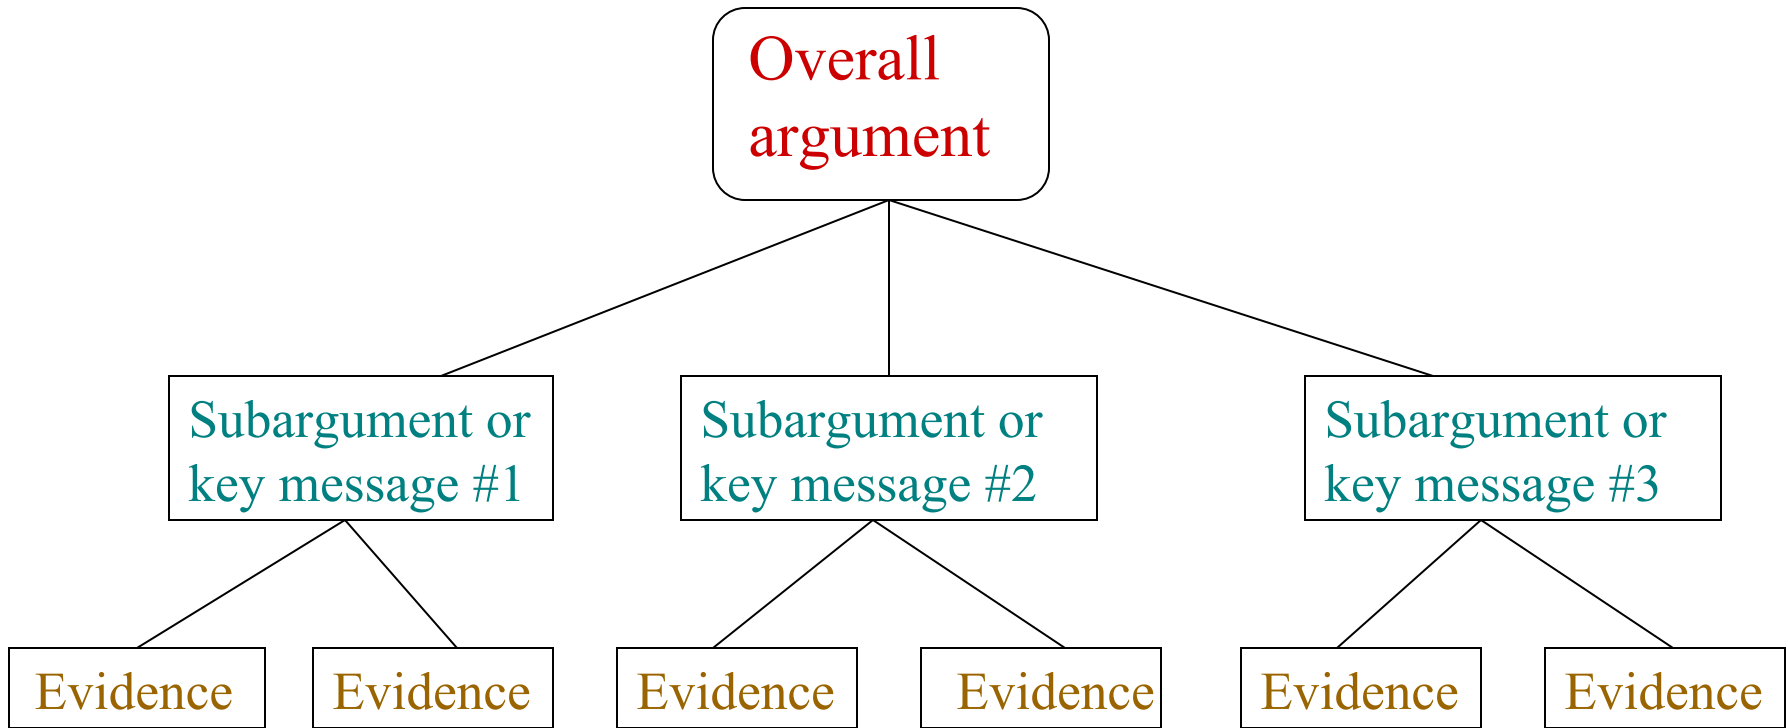 Overall
argument
Subargument or
key message #1
Subargument or
key message #2
Subargument or
key message #3
Evidence
Evidence
Evidence
Evidence
Evidence
Evidence